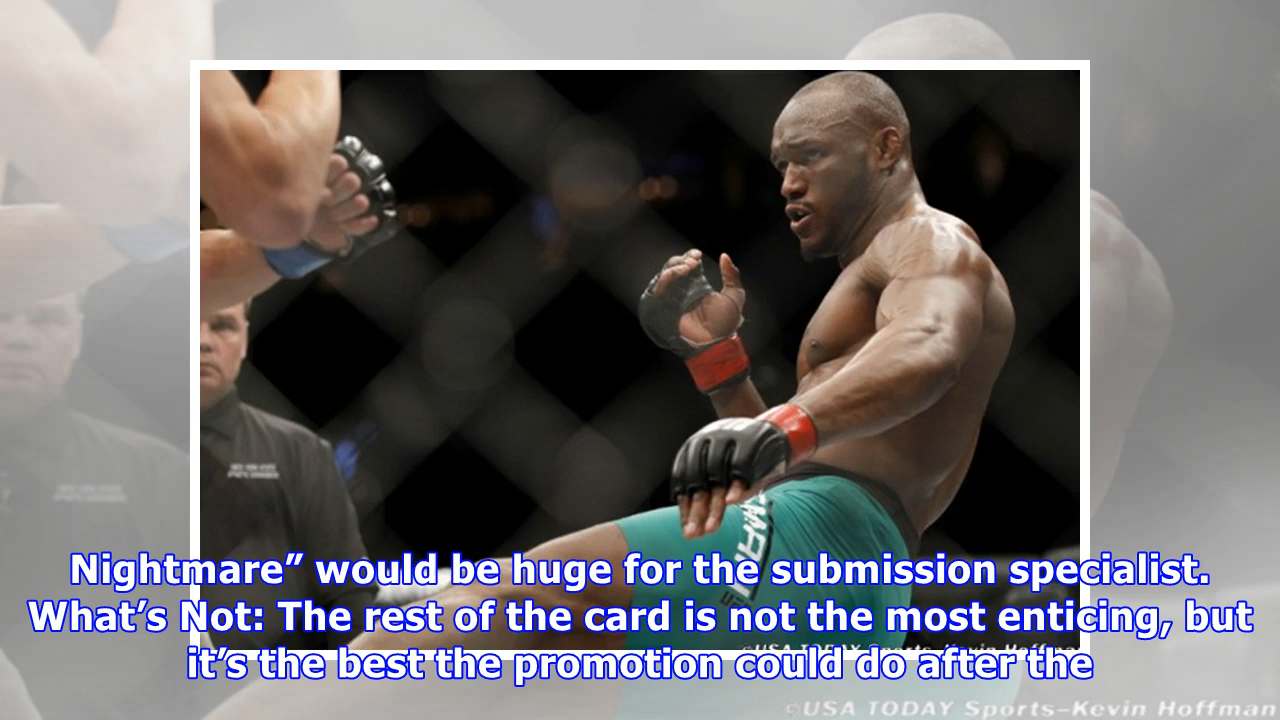 Nightmare” would be huge for the submission specialist.
What’s Not: The rest of the card is not the most enticing, but
it’s the best the promotion could do after the
©USA TODAY Sports-Kevin Hoffman